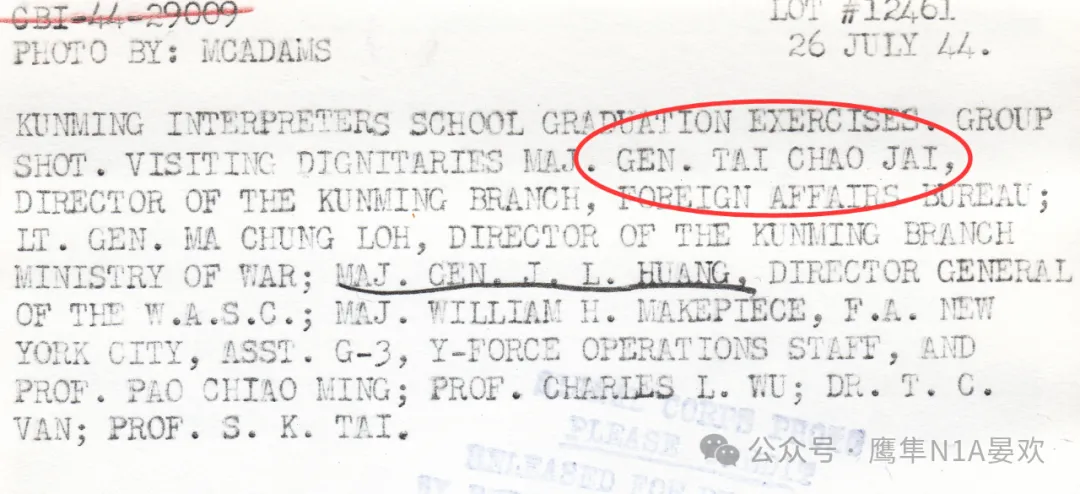 CBI-44-29009
LOT #12461
PHOTO BY: MCADAMS
26 JULY 44.
KUNMING INTERPRETERS SCHOOL GRADUATION EXERCISES. GROUP
SHOT. VISITING DIGNITARIES MAJ. GEN. TAI CHAO JAI,
DIRECTOR OF THE KUNMING BRANCH, FOREIGN AFFAIRS BUREAU;
LT. GEN. MA CHUNG LOH, DIRECTOR OF THE KUNMING BRANCH
MINISTRY OF WAR; MAJ. GEN. J. L. HUANG, DIRECTOR GENERAL
OF THE W.A.S.C.; MAJ. WILLIAM H. MAKEPIECE, F.A. NEW
YORK CITY, ASST. G-3, Y-FORCE OPERATIONS STAFF, AND
PROF. PAO CHIAO MING; PROF. CHARLES L. WU; DR. T. C.
VAN; PROF. S. K. TAI.
CORPS PHOTO
PLEASE
RELEASED FOR
公众号 鹰隼N1A晏欢